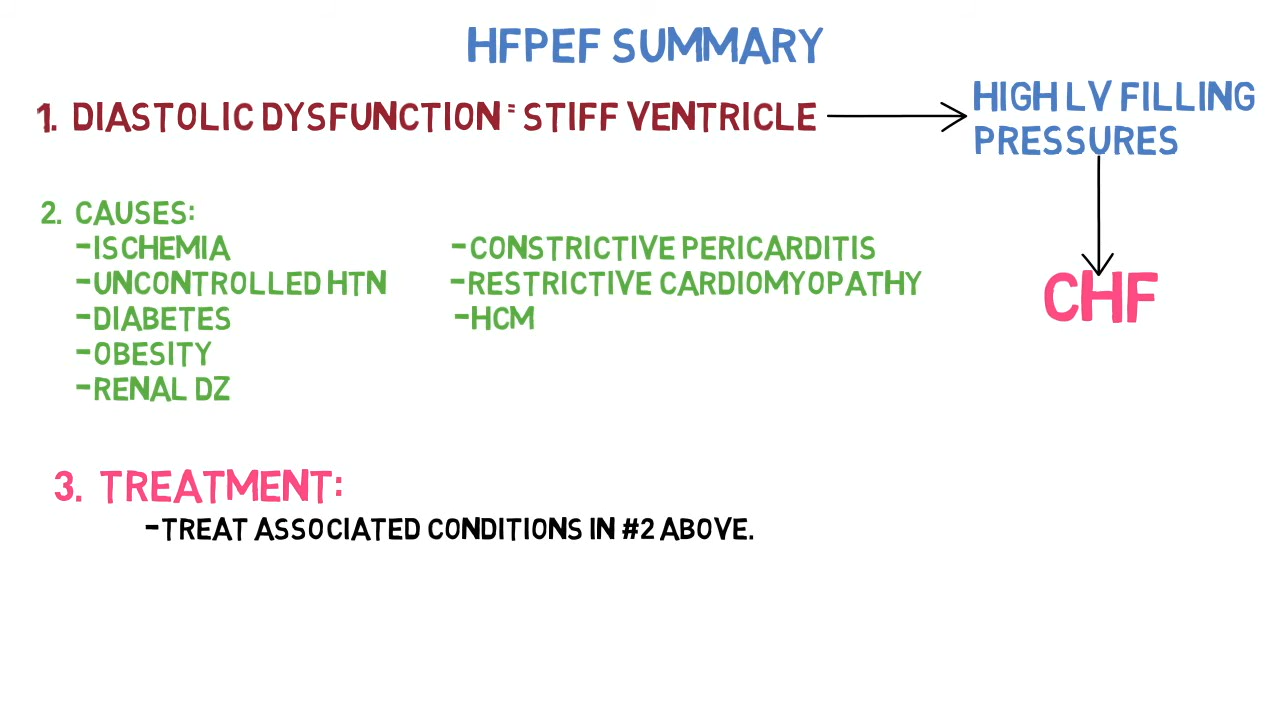 HFPEF SUMMARY
1. DIASTOLIC DYSFUNCTION = STIFF VENTRICLE
HIGH LV FILLING
PRESSURES
CHF
2. CAUSES:
-ISCHEMIA
-UNCONTROLLED HTN
-DIABETES
-OBESITY
-RENAL DZ
-CONSTRICTIVE PERICARDITIS
-RESTRICTIVE CARDIOMYOPATHY
-HCM
3. TREATMENT:
-TREAT ASSOCIATED CONDITIONS IN #2 ABOVE.